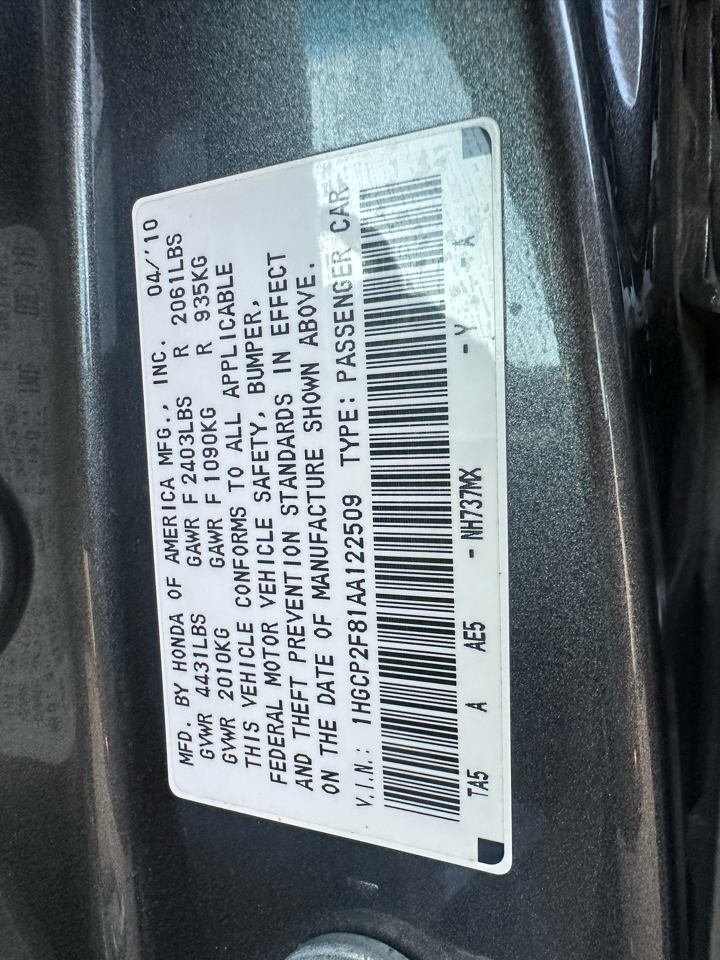 MFD. BY HONDA OF AMERICA MFG., INC. 04/'10
GVWR 4431LBS GAWR F 2403LBS R 2061LBS
GVWR 2010KG GAWR F 1090KG R 935KG
THIS VEHICLE CONFORMS TO ALL APPLICABLE
FEDERAL MOTOR VEHICLE SAFETY, BUMPER,
AND THEFT PREVENTION STANDARDS IN EFFECT
ON THE DATE OF MANUFACTURE SHOWN ABOVE.
V.I.N.: 1HGCP2F81AA122509 TYPE: PASSENGER CAR
TA5 A AE5 - NH737MX - Y - A